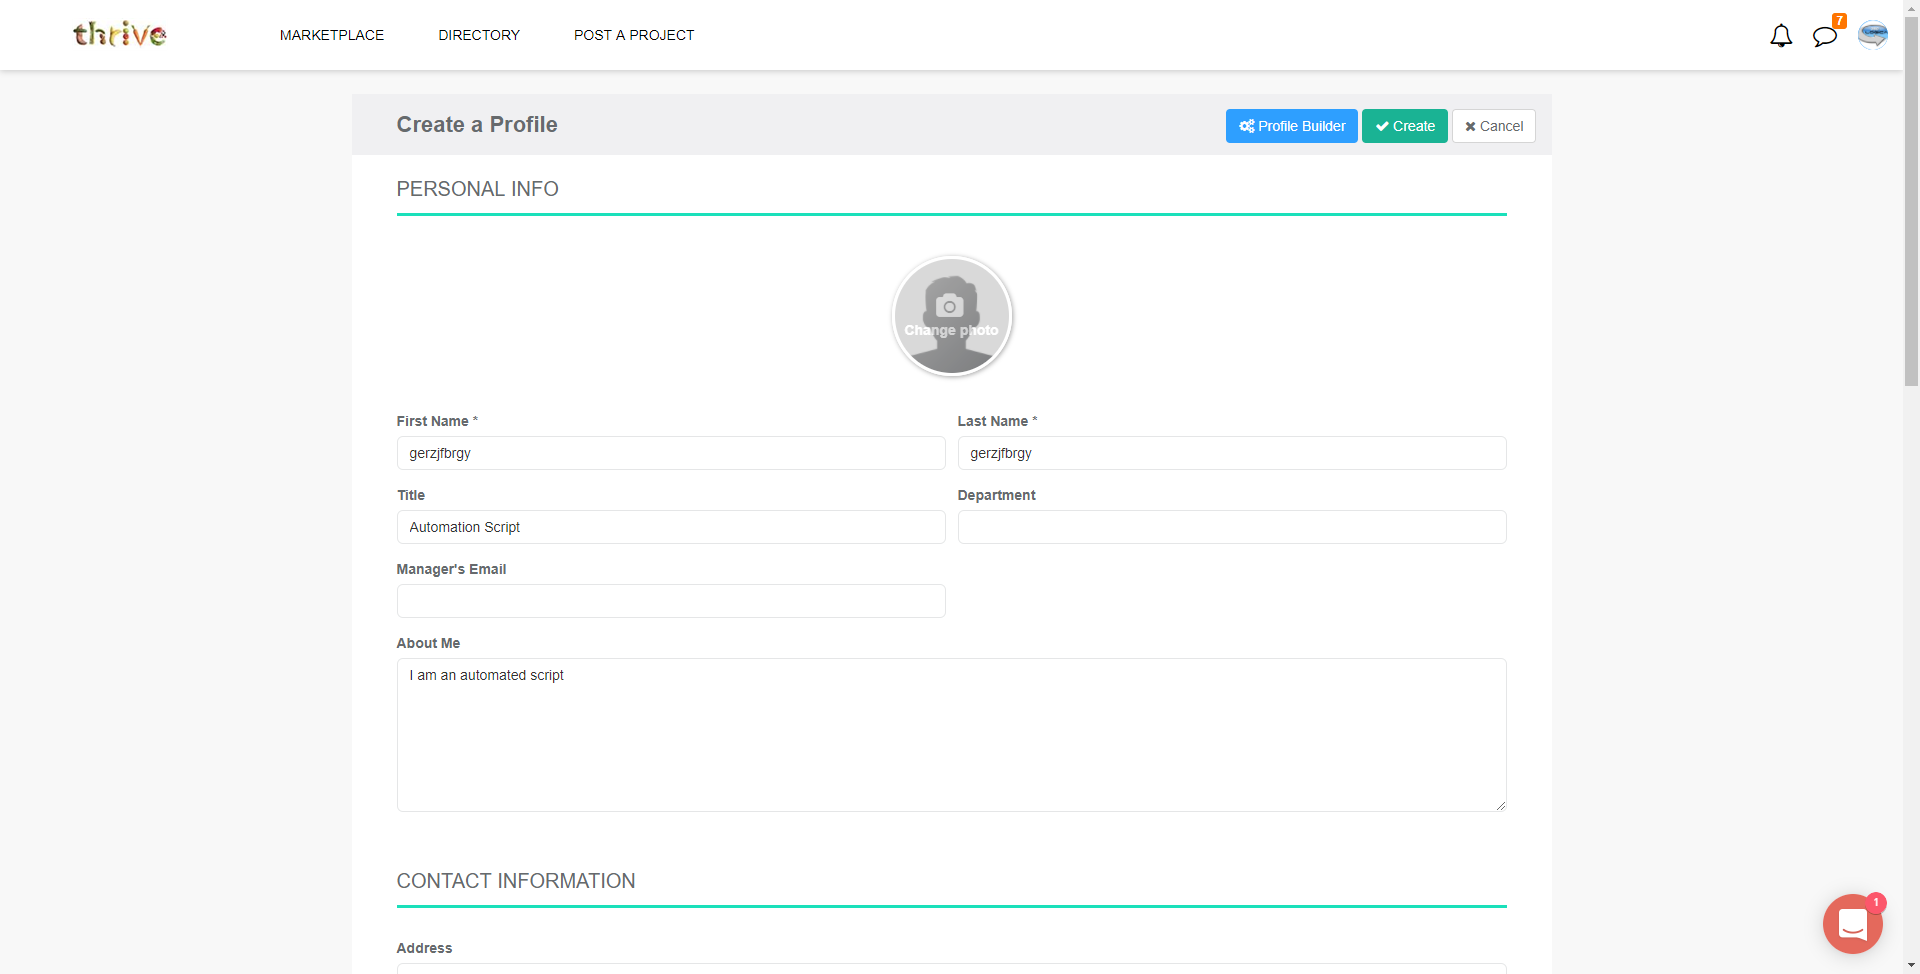 thrive
MARKETPLACE
DIRECTORY
POST A PROJECT
7
Create a Profile
Profile Builder
Create
Cancel
PERSONAL INFO
Change photo
First Name *
Last Name *
gerzjfbrgy
gerzjfbrgy
Title
Department
Automation Script
Manager's Email
About Me
I am an automated script
CONTACT INFORMATION
1
Address